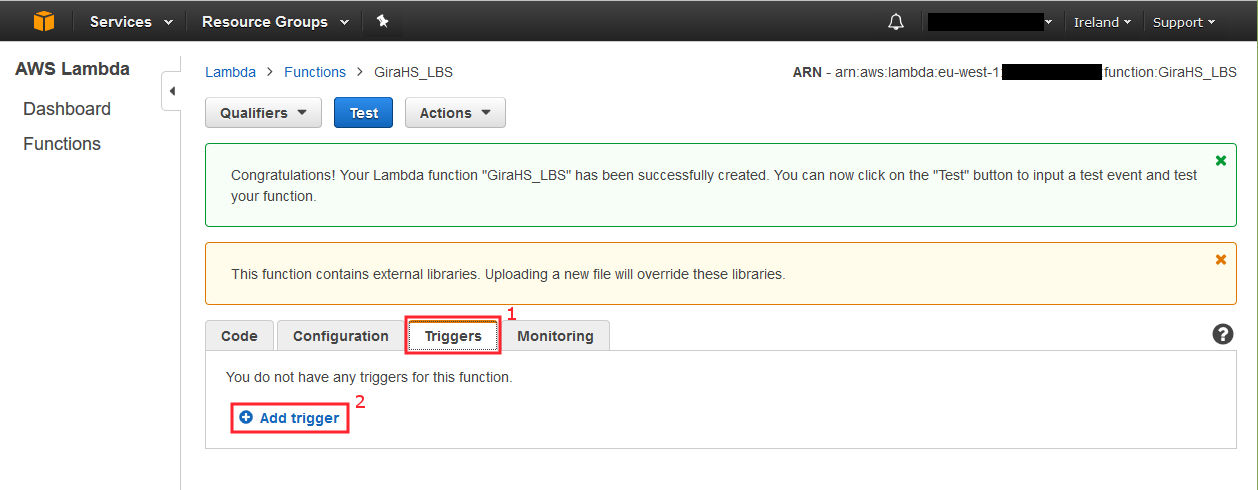 Services Resource Groups Ireland Support
AWS Lambda
Dashboard
Functions
Lambda > Functions > GiraHS_LBS
ARN - arn:aws:lambda:eu-west-1: :function:GiraHS_LBS
Qualifiers Test Actions
Congratulations! Your Lambda function "GiraHS_LBS" has been successfully created. You can now click on the "Test" button to input a test event and test
your function.
This function contains external libraries. Uploading a new file will override these libraries.
1
Code Configuration Triggers Monitoring ?
You do not have any triggers for this function.
2
Add trigger